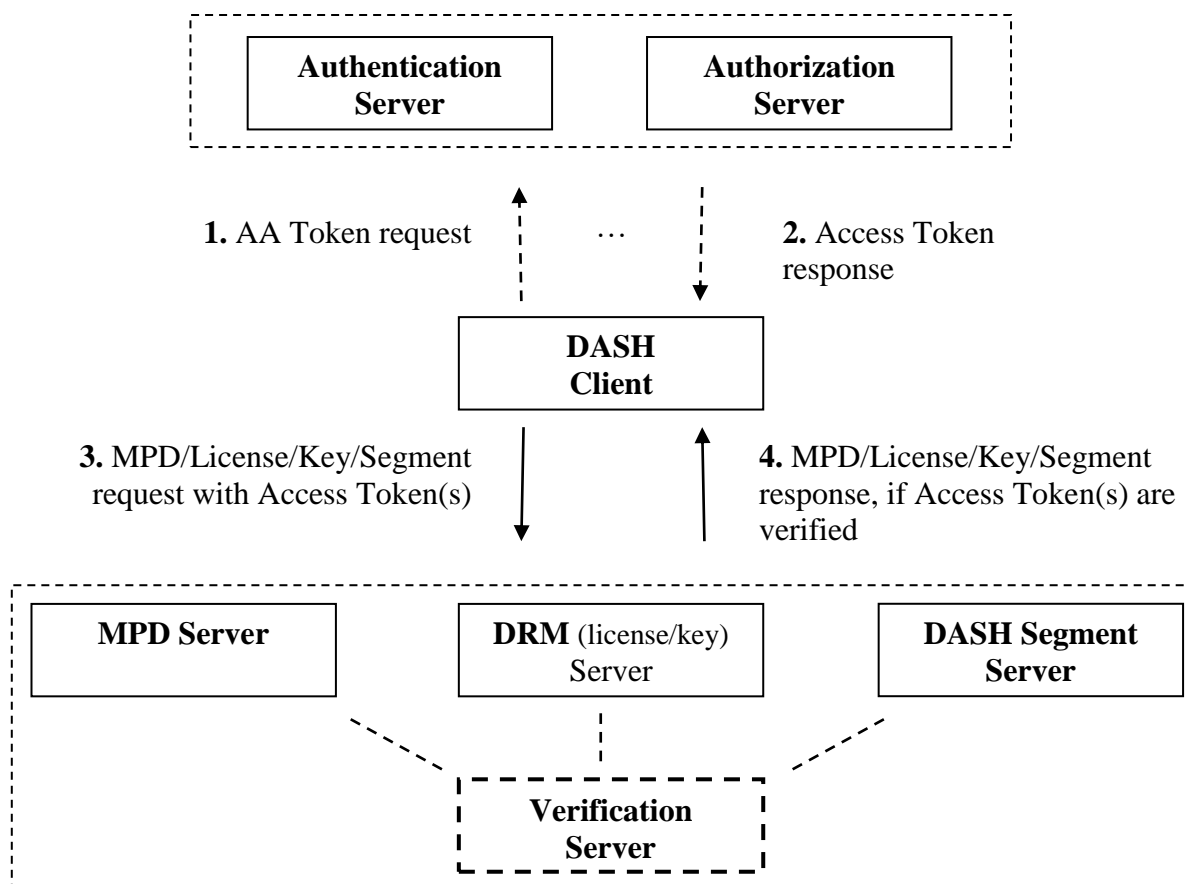 Authentication
Server
Authorization
Server
1. AA Token request
...
2. Access Token
response
DASH
Client
3. MPD/License/Key/Segment
request with Access Token(s)
4. MPD/License/Key/Segment
response, if Access Token(s) are
verified
MPD Server
DRM (license/key)
Server
DASH Segment
Server
Verification
Server